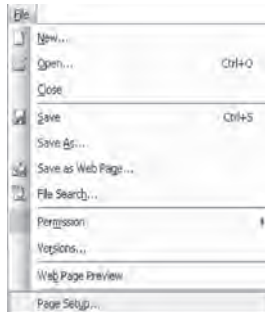 File
New...
Open... Ctrl+O
Close
Save Ctrl+S
Save As...
Save as Web Page...
File Search...
Permission
Versions...
Web Page Preview
Page Setup...